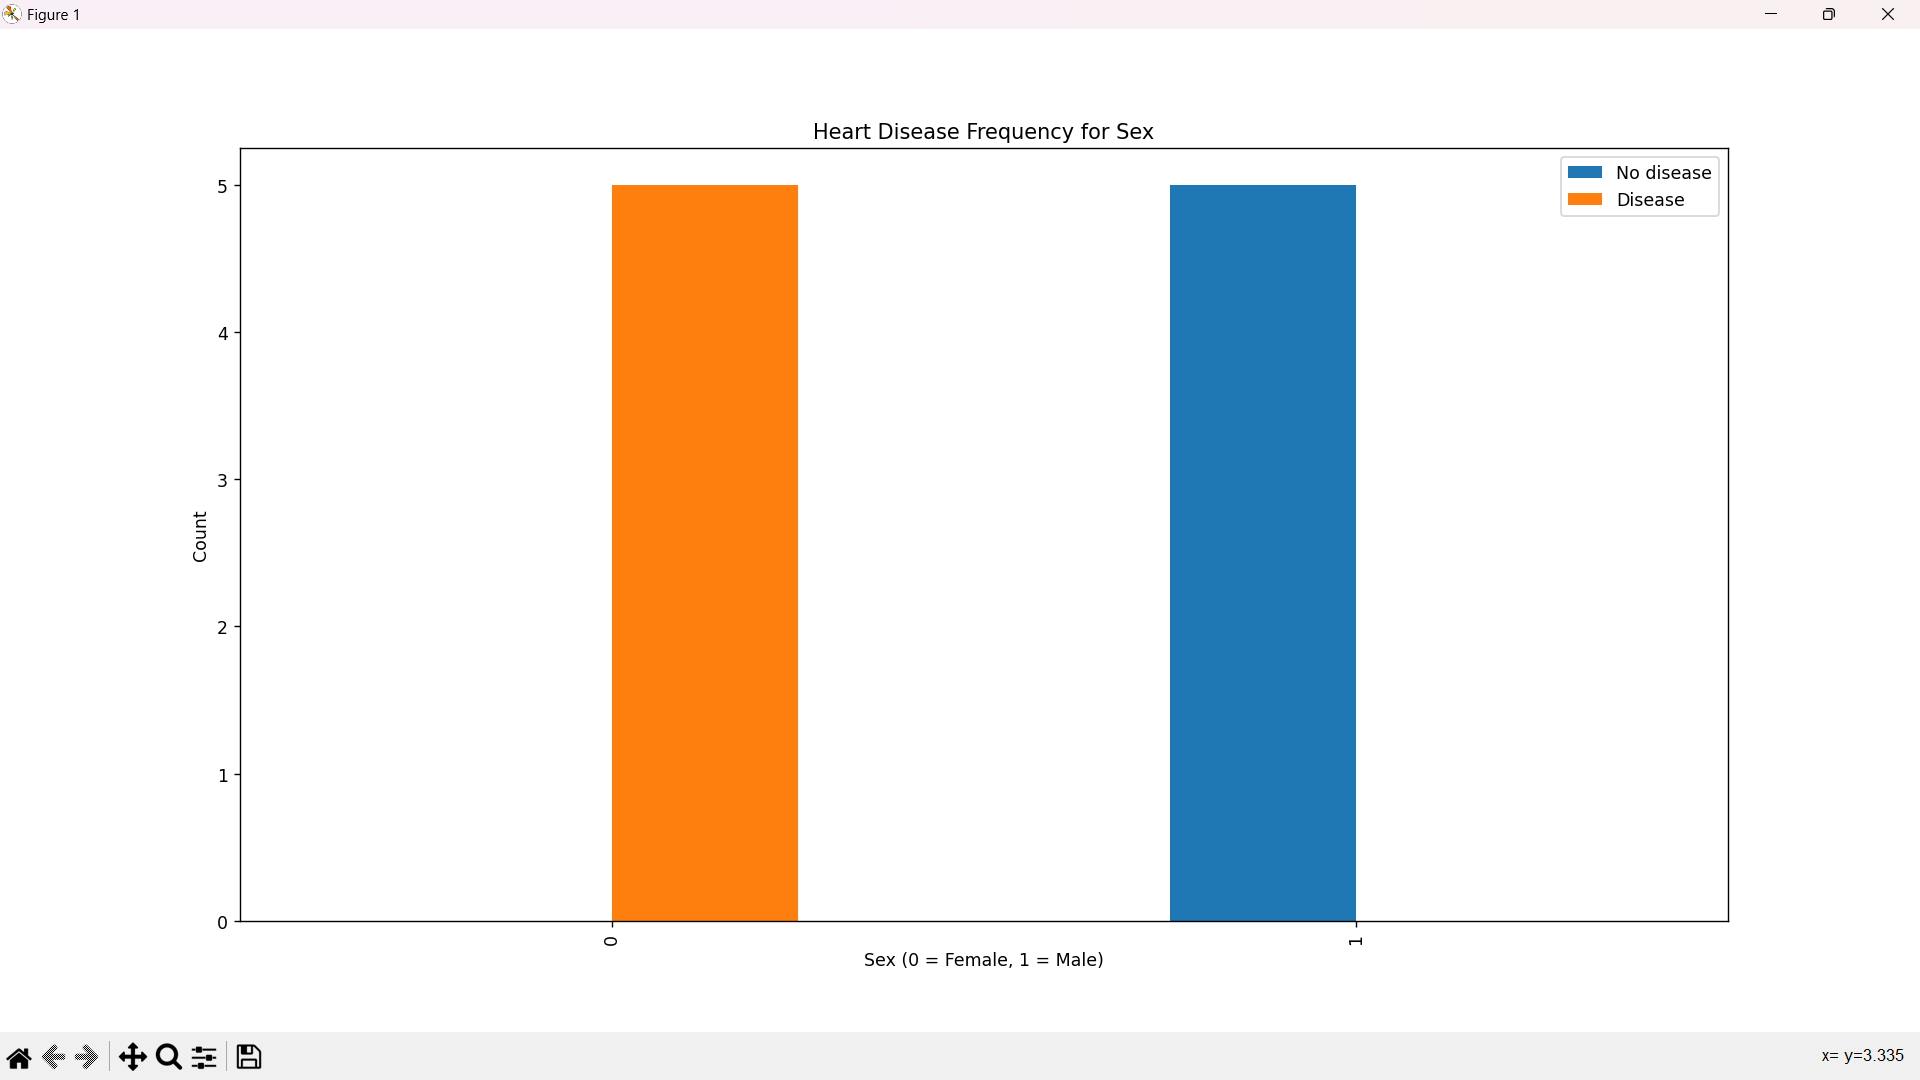 Figure 1
Heart Disease Frequency for Sex
No disease
Disease
5
4
3
2
1
0
Count
0
1
Sex (0 = Female, 1 = Male)
x= y=3.335